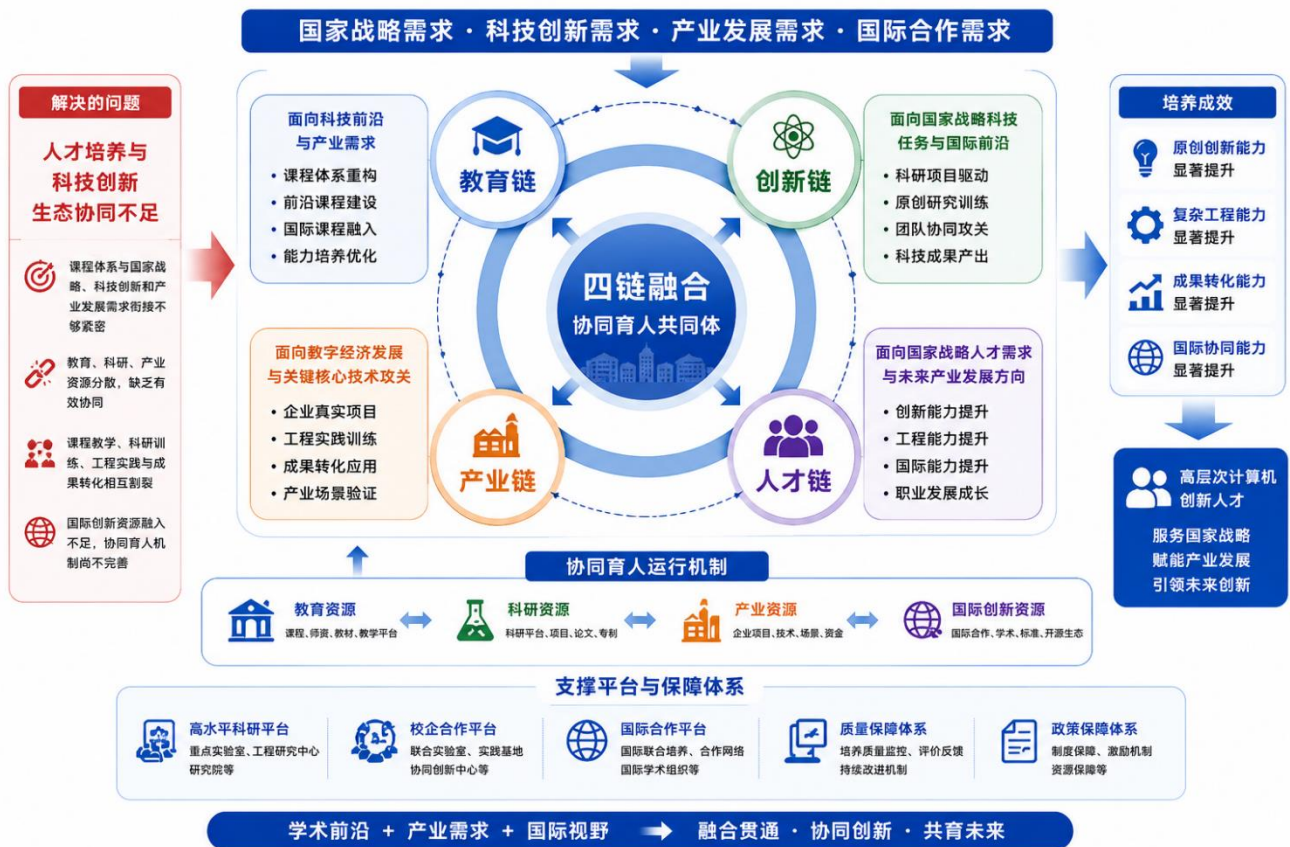 国家战略需求 · 科技创新需求 · 产业发展需求 · 国际合作需求
解决的问题
人才培养与
科技创新
生态协同不足
课程体系与国家战
略、科技创新和产
业发展需求衔接不
够紧密
教育、科研、产业
资源分散，缺乏有
效协同
课程教学、科研训
练、工程实践与成
果转化相互割裂
国际创新资源融入
不足，协同育人机
制尚不完善
面向科技前沿
与产业需求
• 课程体系重构
• 前沿课程建设
• 国际课程融入
• 能力培养优化
教育链
创新链
面向国家战略科技
任务与国际前沿
• 科研项目驱动
• 原创研究训练
• 团队协同攻关
• 科技成果产出
四链融合
协同育人共同体
面向数字经济发展
与关键核心技术攻关
• 企业真实项目
• 工程实践训练
• 成果转化应用
• 产业场景验证
产业链
人才链
面向国家战略人才需求
与未来产业发展方向
• 创新能力提升
• 工程能力提升
• 国际能力提升
• 职业发展成长
培养成效
原创创新能力
显著提升
复杂工程能力
显著提升
成果转化能力
显著提升
国际协同能力
显著提升
高层次计算机
创新人才
服务国家战略
赋能产业发展
引领未来创新
协同育人运行机制
教育资源
课程、师资、教材、教学平台
科研资源
科研平台、项目、论文、专利
产业资源
企业项目、技术、场景、资金
国际创新资源
国际合作、学术、标准、开源生态
支撑平台与保障体系
高水平科研平台
重点实验室、工程研究中心
研究院等
校企合作平台
联合实验室、实践基地
协同创新中心等
国际合作平台
国际联合培养、合作网络
国际学术组织等
质量保障体系
培养质量监控、评价反馈
持续改进机制
政策保障体系
制度保障、激励机制
资源保障等
学术前沿 + 产业需求 + 国际视野 → 融合贯通 · 协同创新 · 共育未来